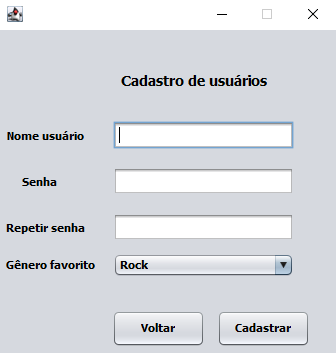 Cadastro de usuários
Nome usuário
Senha
Repetir senha
Gênero favorito Rock
Voltar Cadastrar